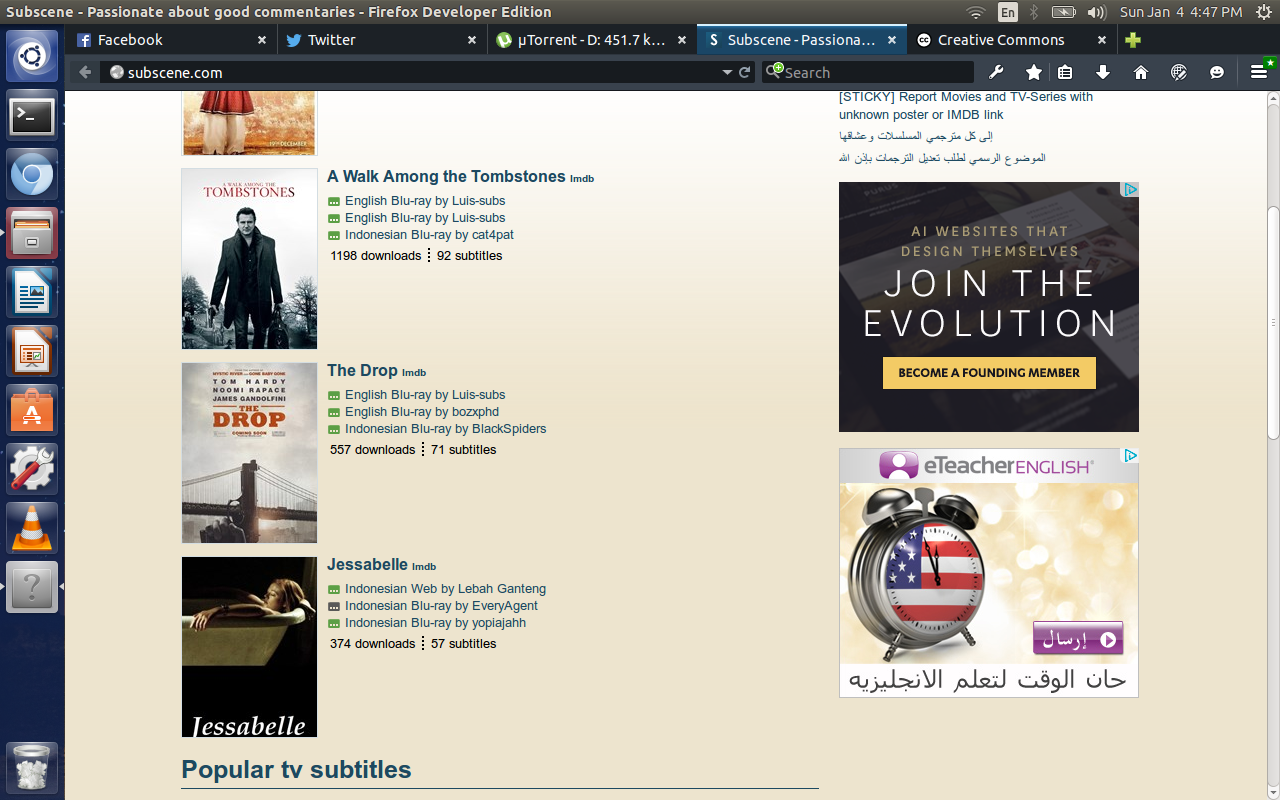 Subscene - Passionate about good commentaries - Firefox Developer Edition
En
Sun Jan 4 4:47 PM
Facebook
Twitter
µTorrent - D: 451.7 k...
Subscene - Passiona...
Creative Commons
subscene.com
Search
19TH DECEMBER
[STICKY] Report Movies and TV-Series with
unknown poster or IMDB link
إلى كل مترجمي المسلسلات وعشاقها
الموضوع الرسمي لطلب تعديل الترجمات بإذن الله
A WALK AMONG THE
TOMBSTONES
A Walk Among the Tombstones Imdb
English Blu-ray by Luis-subs
English Blu-ray by Luis-subs
Indonesian Blu-ray by cat4pat
1198 downloads 92 subtitles
AI WEBSITES THAT
DESIGN THEMSELVES
JOIN THE
EVOLUTION
BECOME A FOUNDING MEMBER
TOM HARDY
NOOMI RAPACE
JAMES GANDOLFINI
THE
DROP
COMING SOON
The Drop Imdb
English Blu-ray by Luis-subs
English Blu-ray by bozxphd
Indonesian Blu-ray by BlackSpiders
557 downloads 71 subtitles
eTeacherENGLISH®
إرسال
حان الوقت لتعلم الانجليزيه
Jessabelle
Jessabelle Imdb
Indonesian Web by Lebah Ganteng
Indonesian Blu-ray by EveryAgent
Indonesian Blu-ray by yopiajahh
374 downloads 57 subtitles
Popular tv subtitles